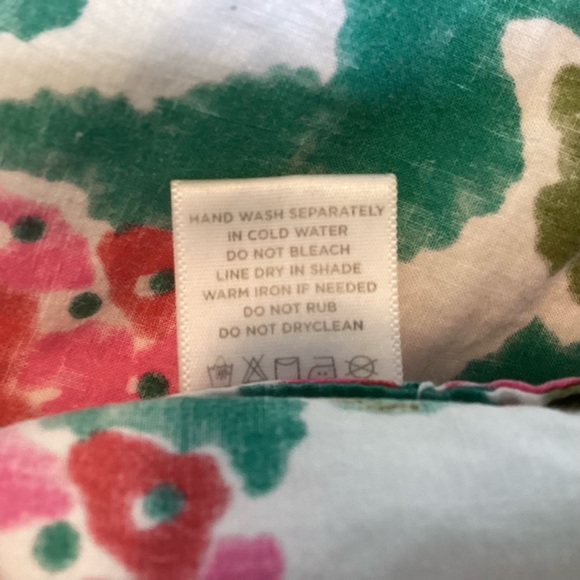 HAND WASH SEPARATELY
IN COLD WATER
DO NOT BLEACH
LINE DRY IN SHADE
WARM IRON IF NEEDED
DO NOT RUB
DO NOT DRYCLEAN